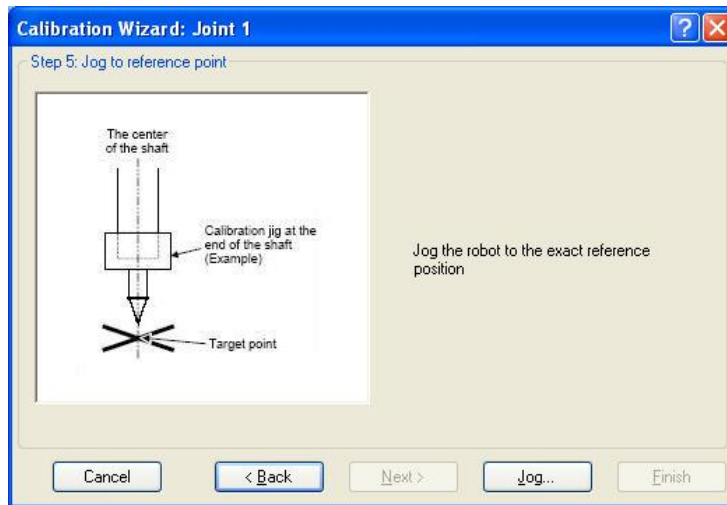 Calibration Wizard: Joint 1
Step 5: Jog to reference point
The center
of the shaft
Calibration jig at the
end of the shaft
(Example)
Target point
Jog the robot to the exact reference
position
Cancel
< Back
Next >
Jog...
Finish